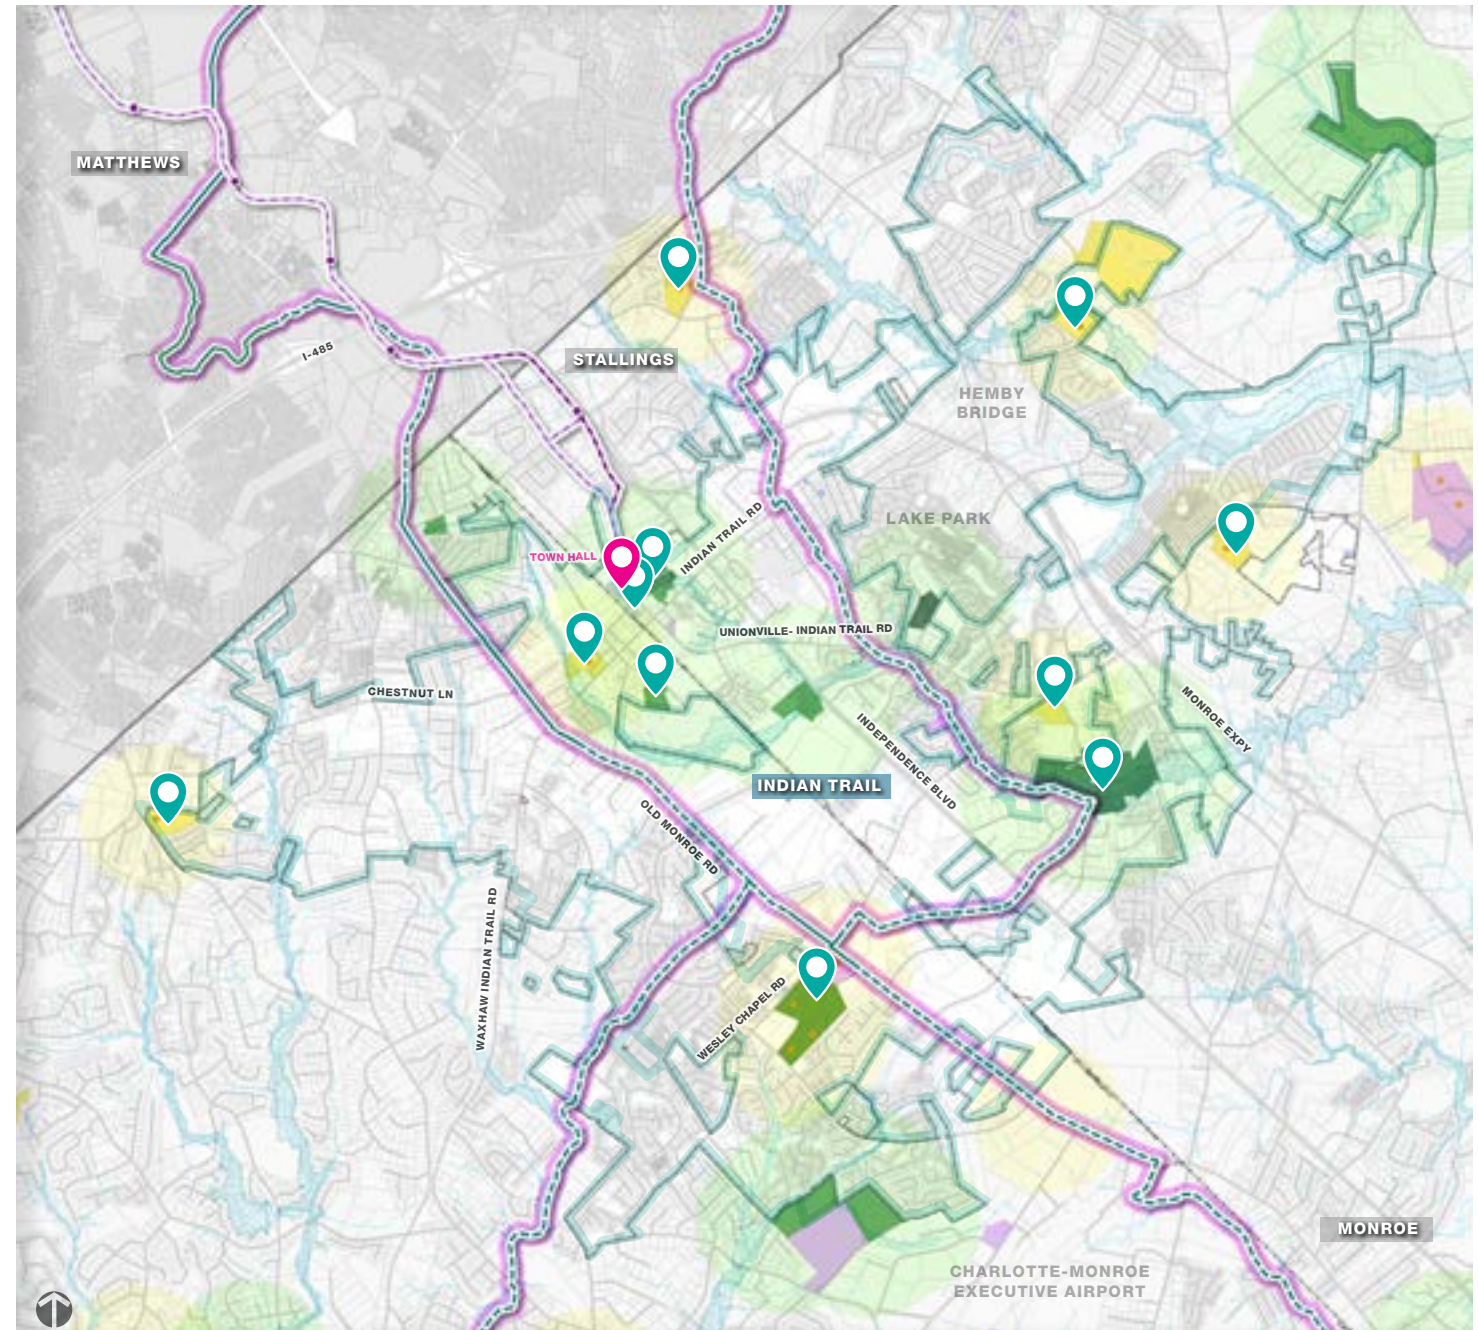 MATTHEWS
I-485
STALLINGS
HEMBY
BRIDGE
LAKE PARK
INDIAN TRAIL RD
TOWN HALL
UNIONVILLE- INDIAN TRAIL RD
CHESTNUT LN
MONROE EXPY
INDEPENDENCE BLVD
INDIAN TRAIL
OLD MONROE RD
WAXHAW INDIAN TRAIL RD
WESLEY CHAPEL RD
MONROE
CHARLOTTE-MONROE
EXECUTIVE AIRPORT